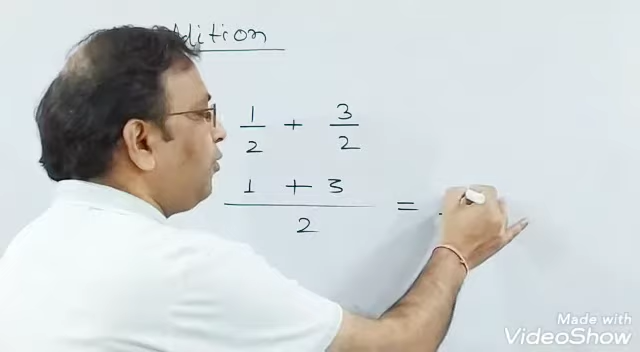 dition
1/2 + 3/2
1 + 3 / 2 =
Made with
VideoShow